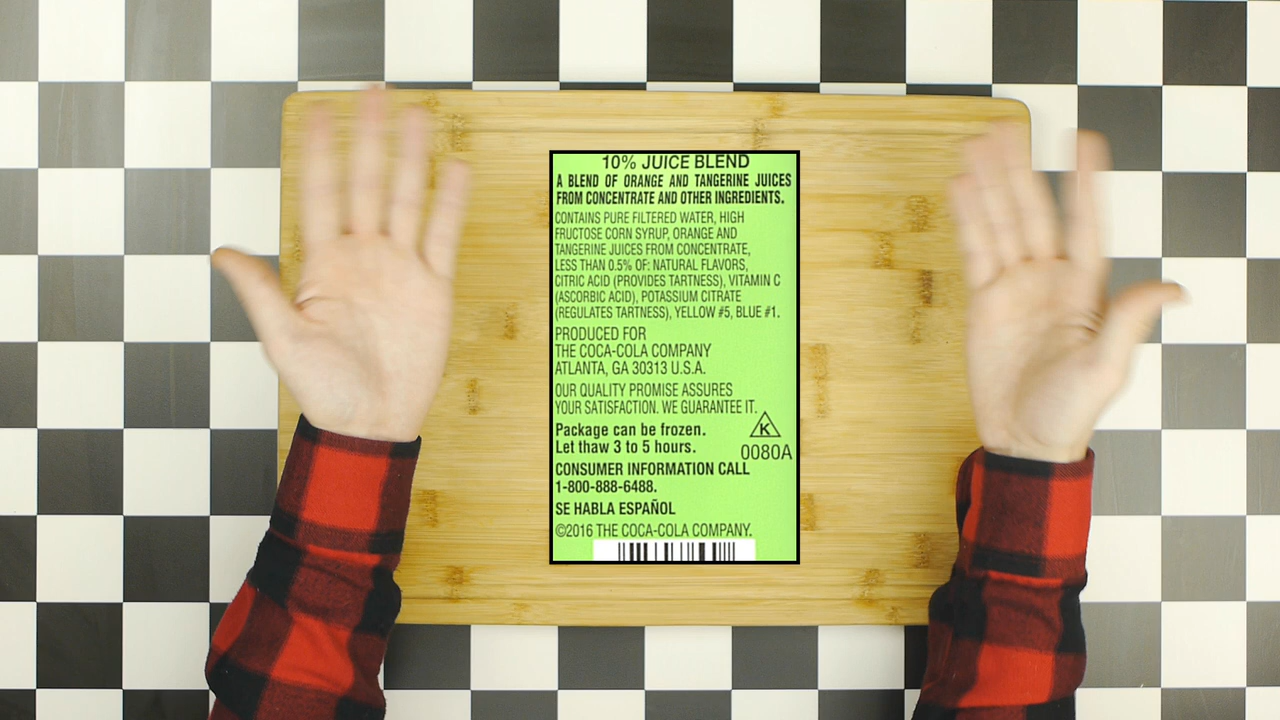 10% JUICE BLEND
A BLEND OF ORANGE AND TANGERINE JUICES
FROM CONCENTRATE AND OTHER INGREDIENTS.
CONTAINS PURE FILTERED WATER, HIGH
FRUCTOSE CORN SYRUP, ORANGE AND
TANGERINE JUICES FROM CONCENTRATE,
LESS THAN 0.5% OF: NATURAL FLAVORS,
CITRIC ACID (PROVIDES TARTNESS), VITAMIN C
(ASCORBIC ACID), POTASSIUM CITRATE
(REGULATES TARTNESS), YELLOW #5, BLUE #1.
PRODUCED FOR
THE COCA-COLA COMPANY
ATLANTA, GA 30313 U.S.A.
OUR QUALITY PROMISE ASSURES
YOUR SATISFACTION. WE GUARANTEE IT.
Package can be frozen.
Let thaw 3 to 5 hours.
K
0080A
CONSUMER INFORMATION CALL
1-800-888-6488.
SE HABLA ESPAÑOL
©2016 THE COCA-COLA COMPANY.